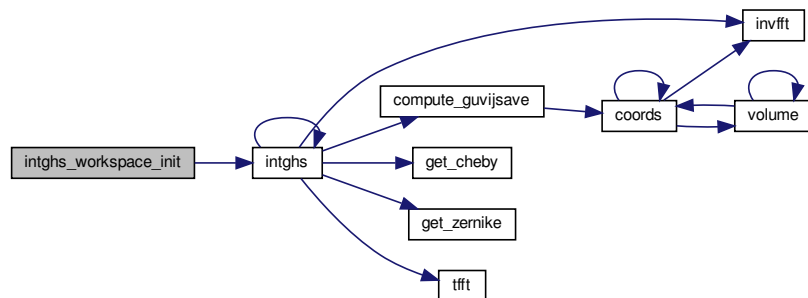 intghs_workspace_init
intghs
invfft
compute_guvijsave
coords
volume
get_cheby
get_zernike
tfft